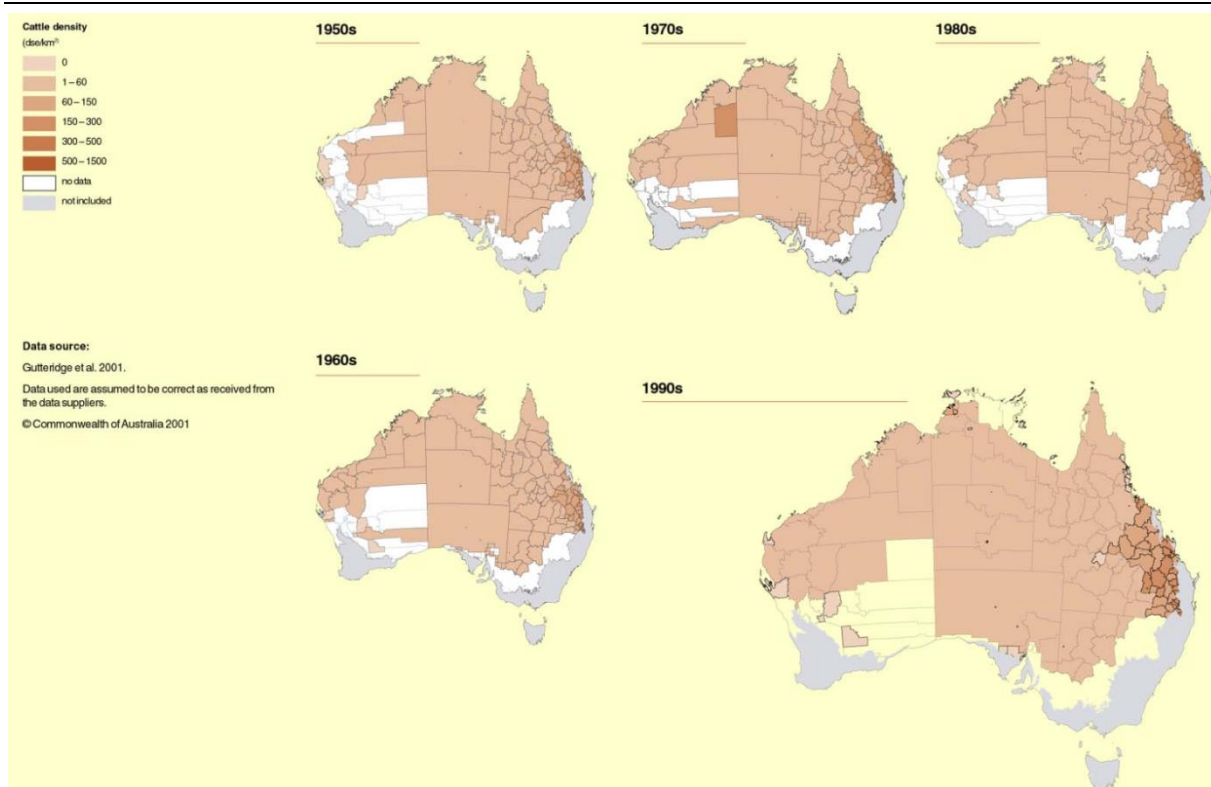 Cattle density
(dse/km²)
0
1 – 60
60 – 150
150 – 300
300 – 500
500 – 1500
no data
not included
1950s
1970s
1980s
Data source:
Gutteridge et al. 2001.
Data used are assumed to be correct as received from
the data suppliers.
© Commonwealth of Australia 2001
1960s
1990s